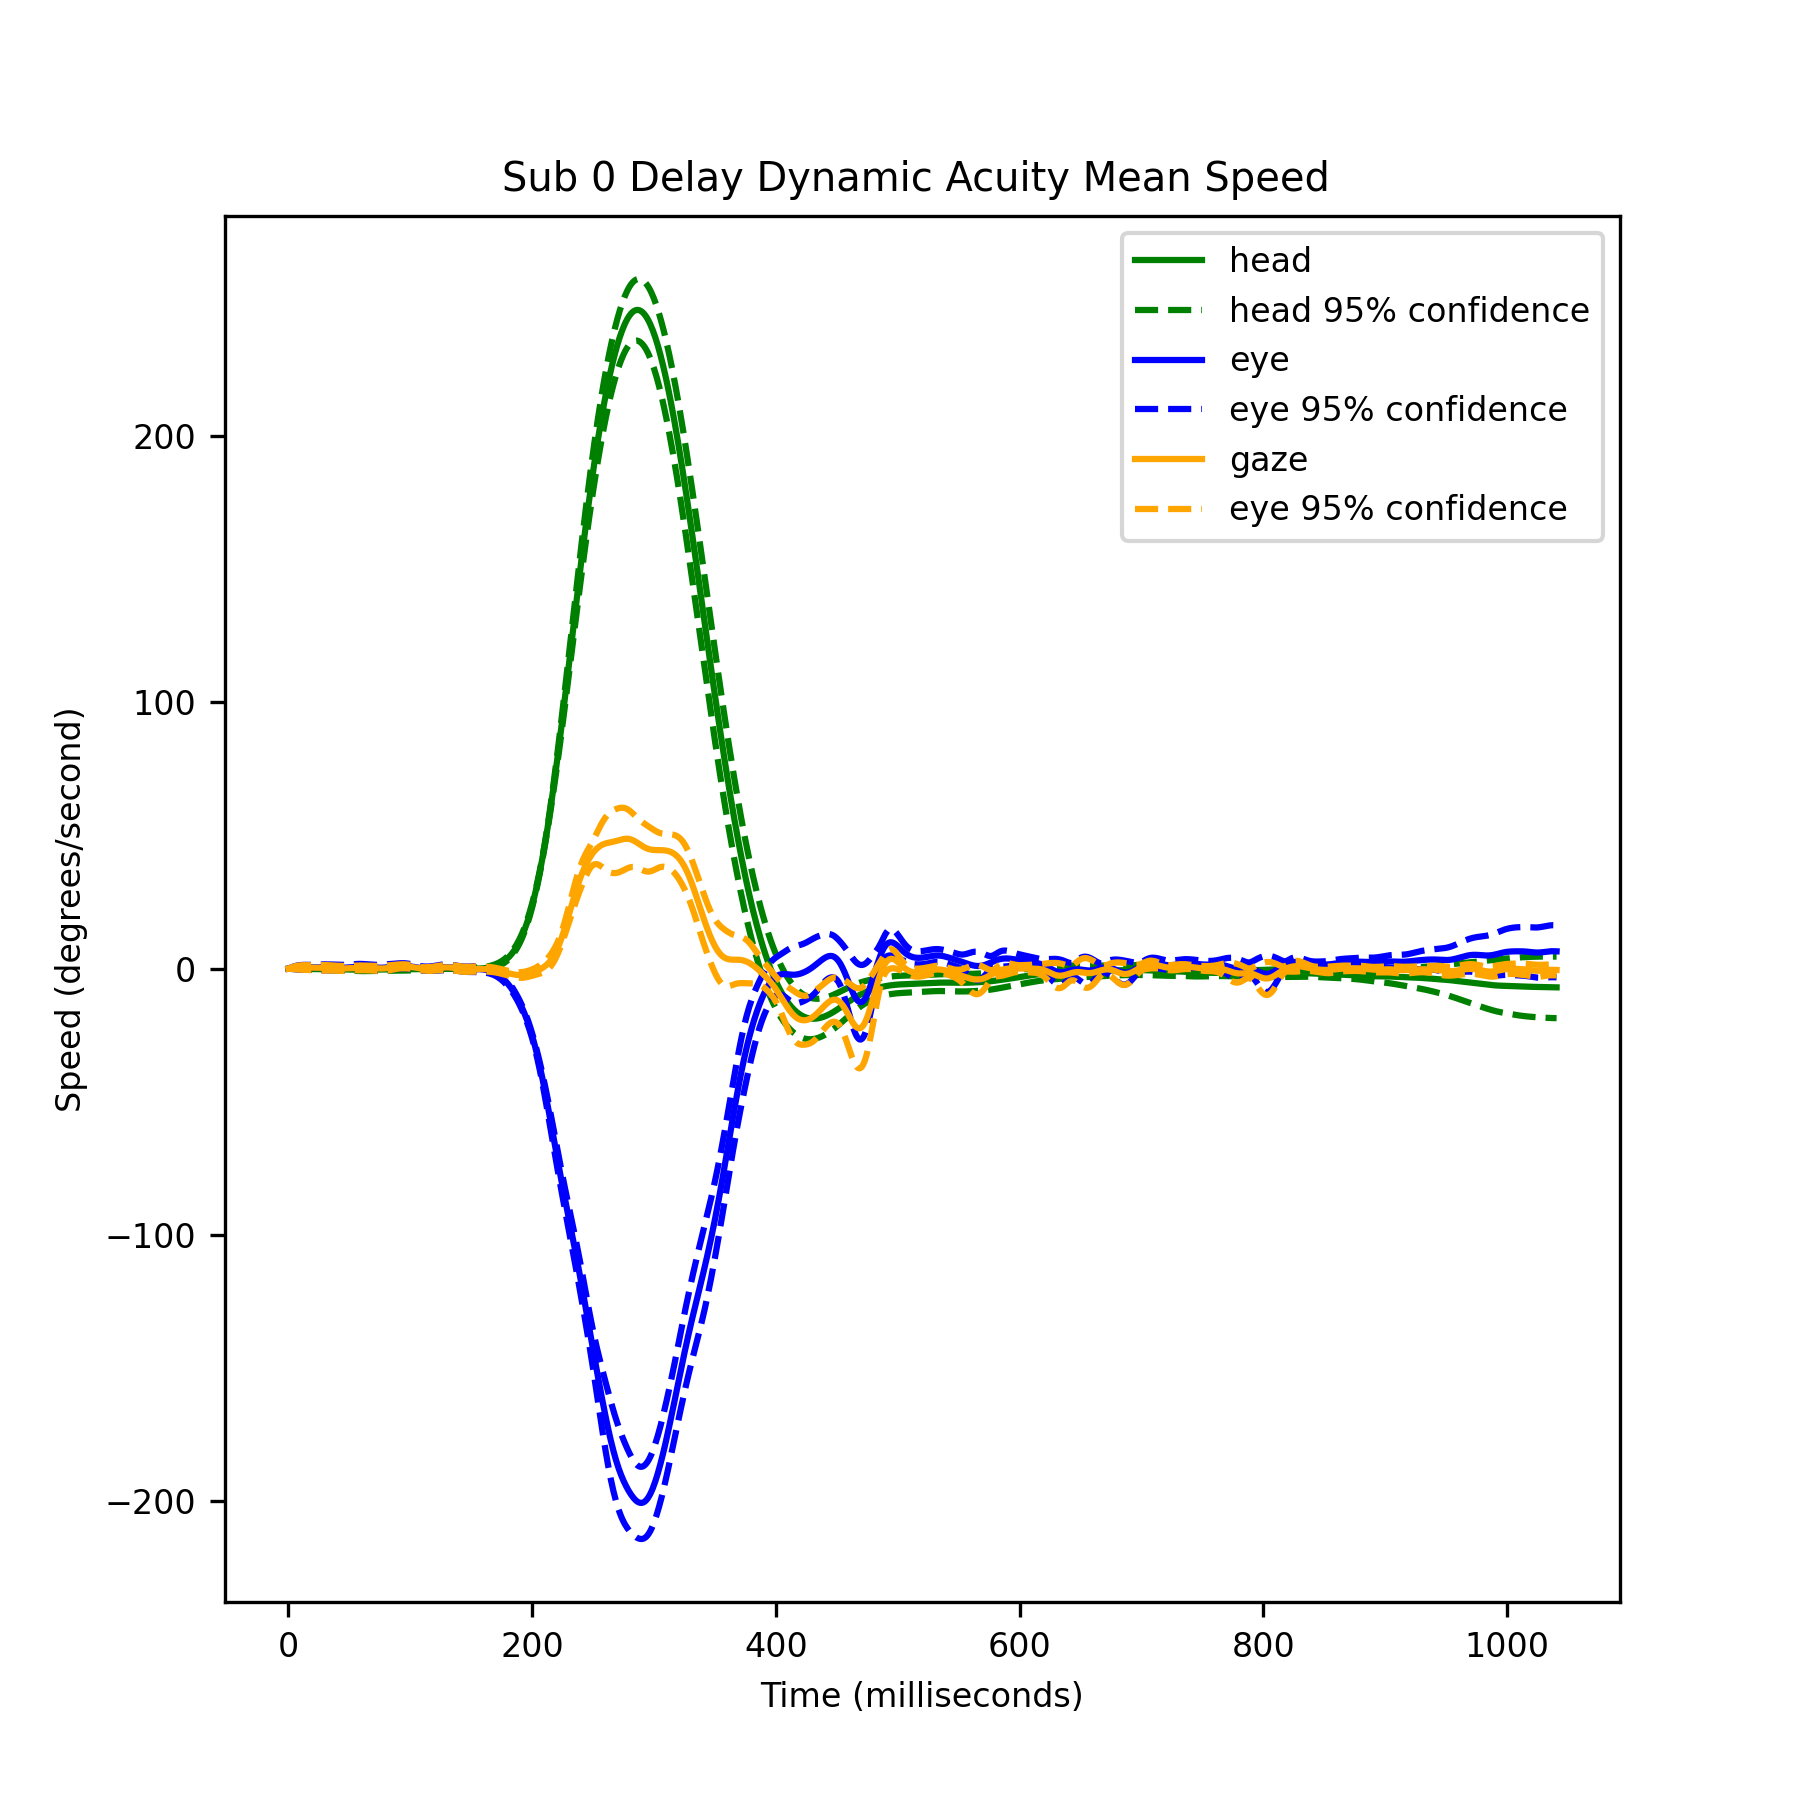 Sub 0 Delay Dynamic Acuity Mean Speed
head
head 95% confidence
eye
eye 95% confidence
gaze
eye 95% confidence
Speed (degrees/second)
200
100
0
−100
−200
0 200 400 600 800 1000
Time (milliseconds)